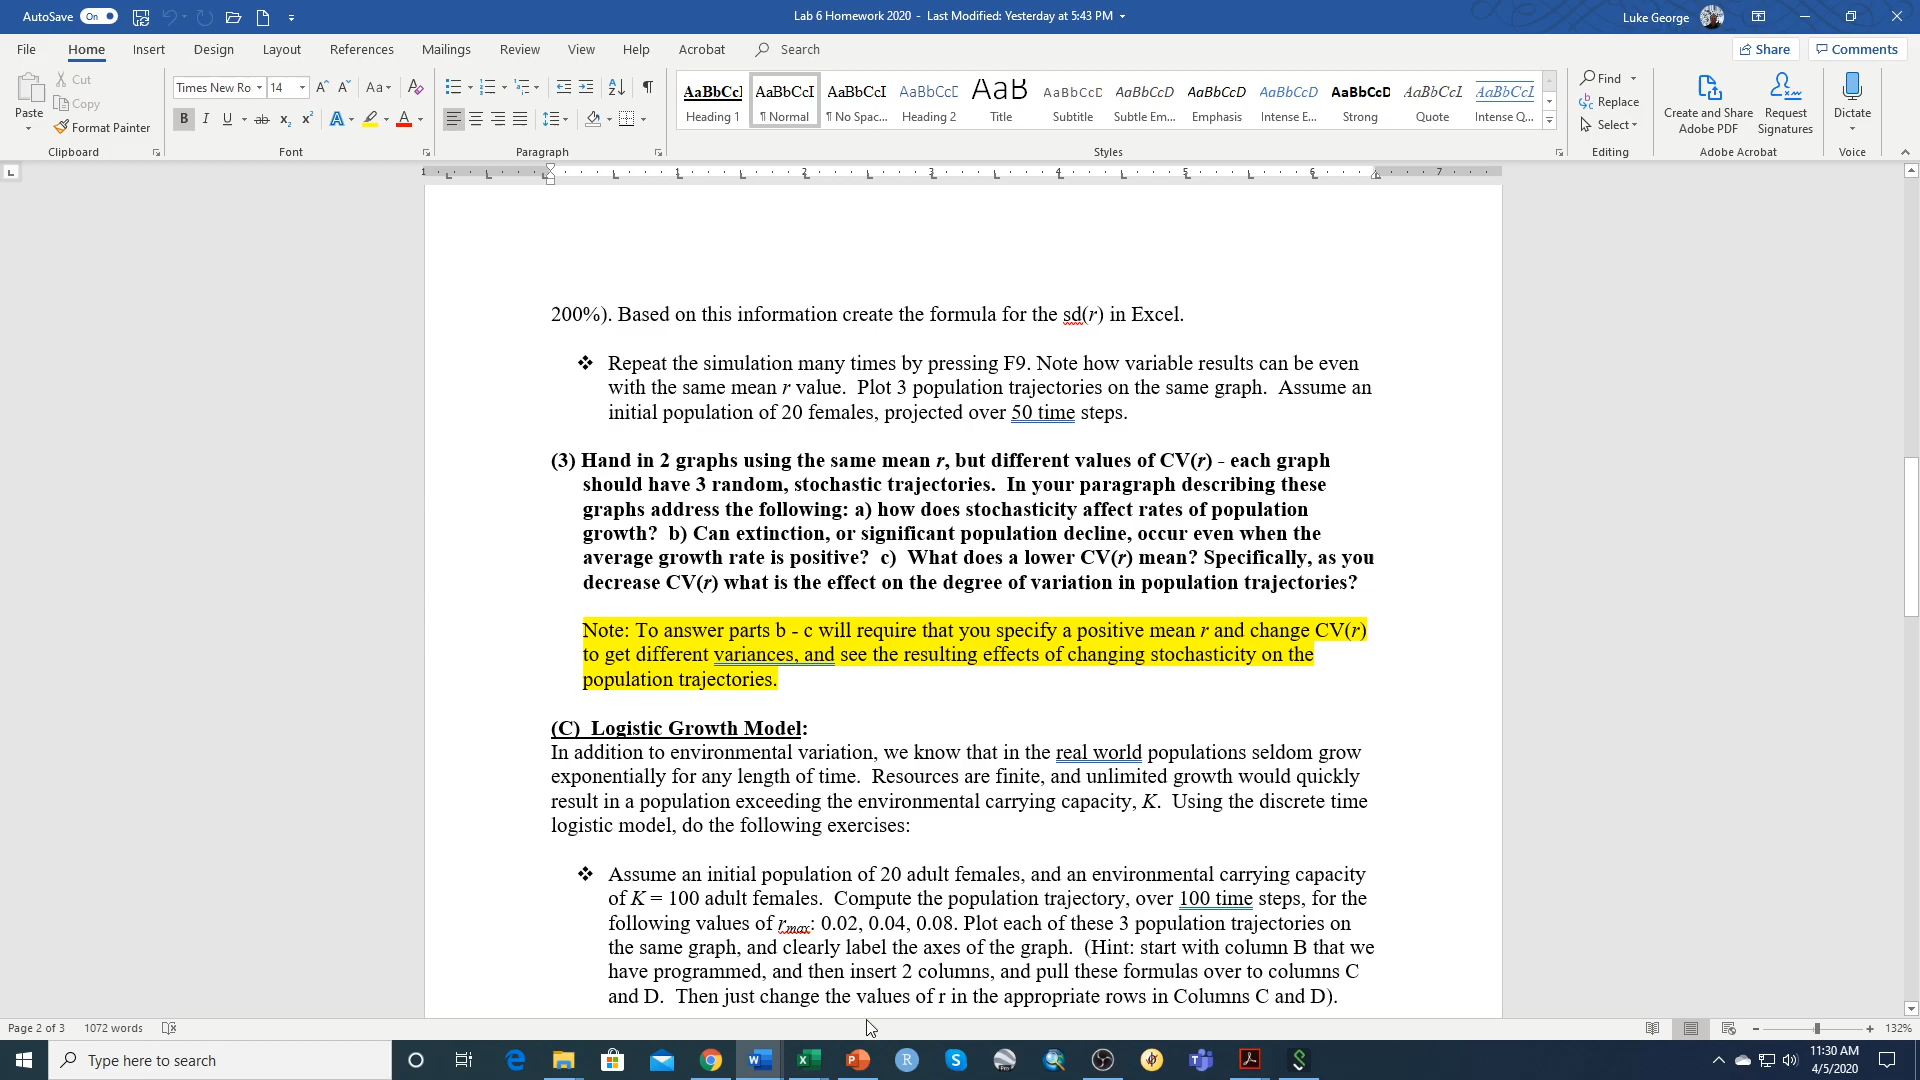 AutoSave On Lab 6 Homework 2020 - Last Modified: Yesterday at 5:43 PM Luke George
File Home Insert Design Layout References Mailings Review View Help Acrobat Search Share Comments
Paste Cut Copy Format Painter
Times New Ro 14
AaBbCcI AaBbCcI AaBbCcI AaBbCcC AaB AaBbCcC AaBbCcD AaBbCcD AaBbCcD AaBbCcD AaBbCcI AaBbCcI
Heading 1 ¶ Normal ¶ No Spac... Heading 2 Title Subtitle Subtle Em... Emphasis Intense E... Strong Quote Intense Q...
Find Replace Select
Create and Share Adobe PDF Request Signatures Dictate
Clipboard Font Paragraph Styles Editing Adobe Acrobat Voice
1 1 2 3 4 5 6 7
200%). Based on this information create the formula for the sd(r) in Excel.
❖ Repeat the simulation many times by pressing F9. Note how variable results can be even
with the same mean r value. Plot 3 population trajectories on the same graph. Assume an
initial population of 20 females, projected over 50 time steps.
(3) Hand in 2 graphs using the same mean r, but different values of CV(r) - each graph
should have 3 random, stochastic trajectories. In your paragraph describing these
graphs address the following: a) how does stochasticity affect rates of population
growth? b) Can extinction, or significant population decline, occur even when the
average growth rate is positive? c) What does a lower CV(r) mean? Specifically, as you
decrease CV(r) what is the effect on the degree of variation in population trajectories?
Note: To answer parts b - c will require that you specify a positive mean r and change CV(r)
to get different variances, and see the resulting effects of changing stochasticity on the
population trajectories.
(C) Logistic Growth Model:
In addition to environmental variation, we know that in the real world populations seldom grow
exponentially for any length of time. Resources are finite, and unlimited growth would quickly
result in a population exceeding the environmental carrying capacity, K. Using the discrete time
logistic model, do the following exercises:
❖ Assume an initial population of 20 adult females, and an environmental carrying capacity
of K = 100 adult females. Compute the population trajectory, over 100 time steps, for the
following values of rmax: 0.02, 0.04, 0.08. Plot each of these 3 population trajectories on
the same graph, and clearly label the axes of the graph. (Hint: start with column B that we
have programmed, and then insert 2 columns, and pull these formulas over to columns C
and D. Then just change the values of r in the appropriate rows in Columns C and D).
Page 2 of 3 1072 words 132%
Type here to search
11:30 AM
4/5/2020